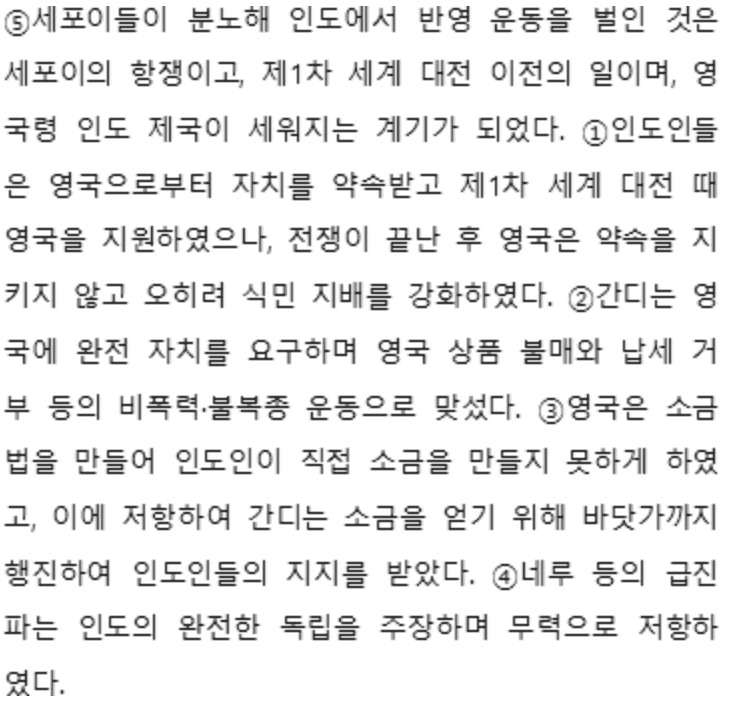 ⑤세포이들이 분노해 인도에서 반영 운동을 벌인 것은
세포이의 항쟁이고, 제1차 세계 대전 이전의 일이며, 영
국령 인도 제국이 세워지는 계기가 되었다. ①인도인들
은 영국으로부터 자치를 약속받고 제1차 세계 대전 때
영국을 지원하였으나, 전쟁이 끝난 후 영국은 약속을 지
키지 않고 오히려 식민 지배를 강화하였다. ②간디는 영
국에 완전 자치를 요구하며 영국 상품 불매와 납세 거
부 등의 비폭력·불복종 운동으로 맞섰다. ③영국은 소금
법을 만들어 인도인이 직접 소금을 만들지 못하게 하였
고, 이에 저항하여 간디는 소금을 얻기 위해 바닷가까지
행진하여 인도인들의 지지를 받았다. ④네루 등의 급진
파는 인도의 완전한 독립을 주장하며 무력으로 저항하
였다.